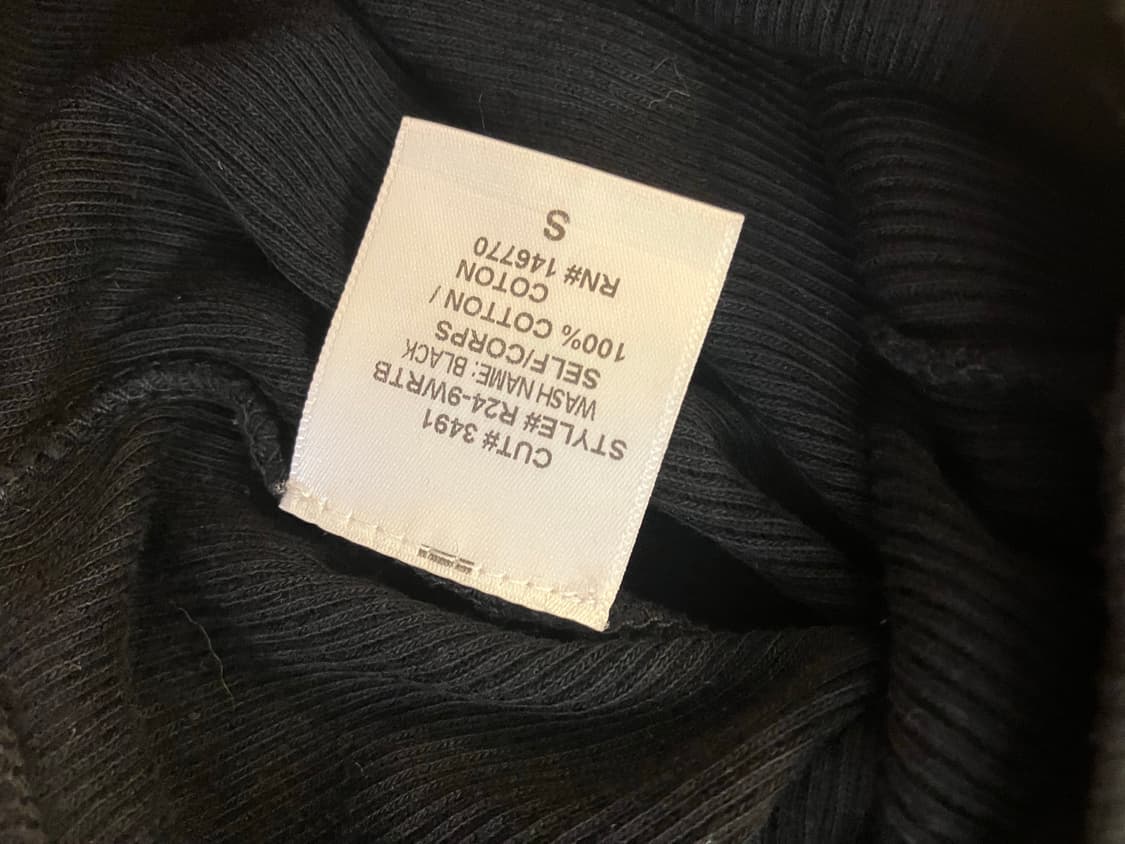 CUT# 3491
STYLE# R24-9WRTB
WASH NAME: BLACK
SELF/CORPS
100% COTTON /
COTON
RN# 146770
S